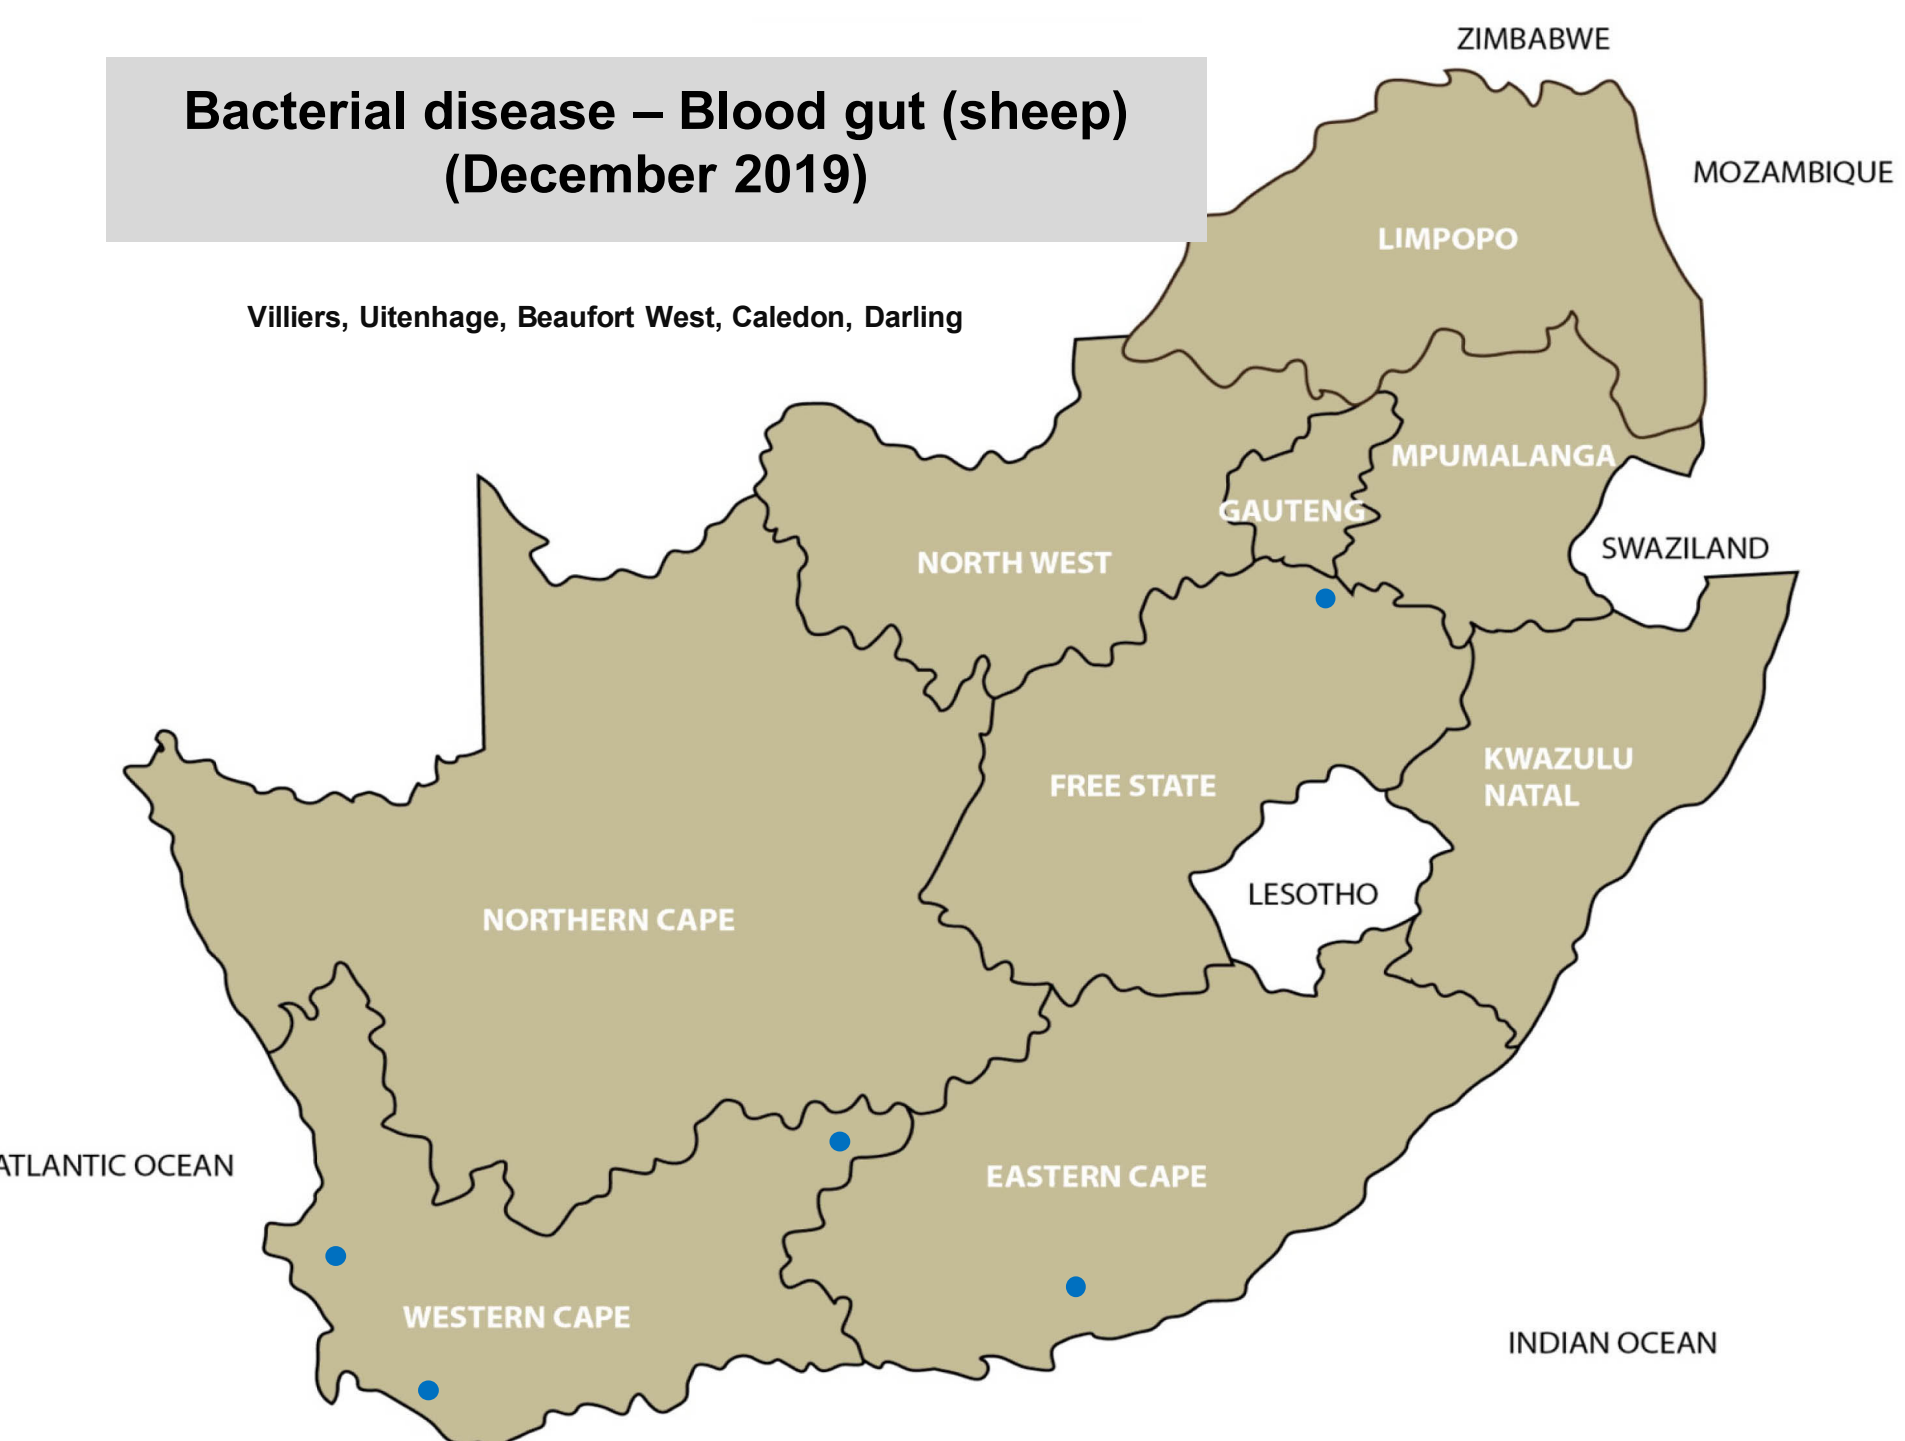 Bacterial disease – Blood gut (sheep)
(December 2019)
Villiers, Uitenhage, Beaufort West, Caledon, Darling
ZIMBABWE
MOZAMBIQUE
LIMPOPO
MPUMALANGA
GAUTENG
SWAZILAND
NORTH WEST
KWAZULU
NATAL
FREE STATE
LESOTHO
NORTHERN CAPE
ATLANTIC OCEAN
EASTERN CAPE
WESTERN CAPE
INDIAN OCEAN